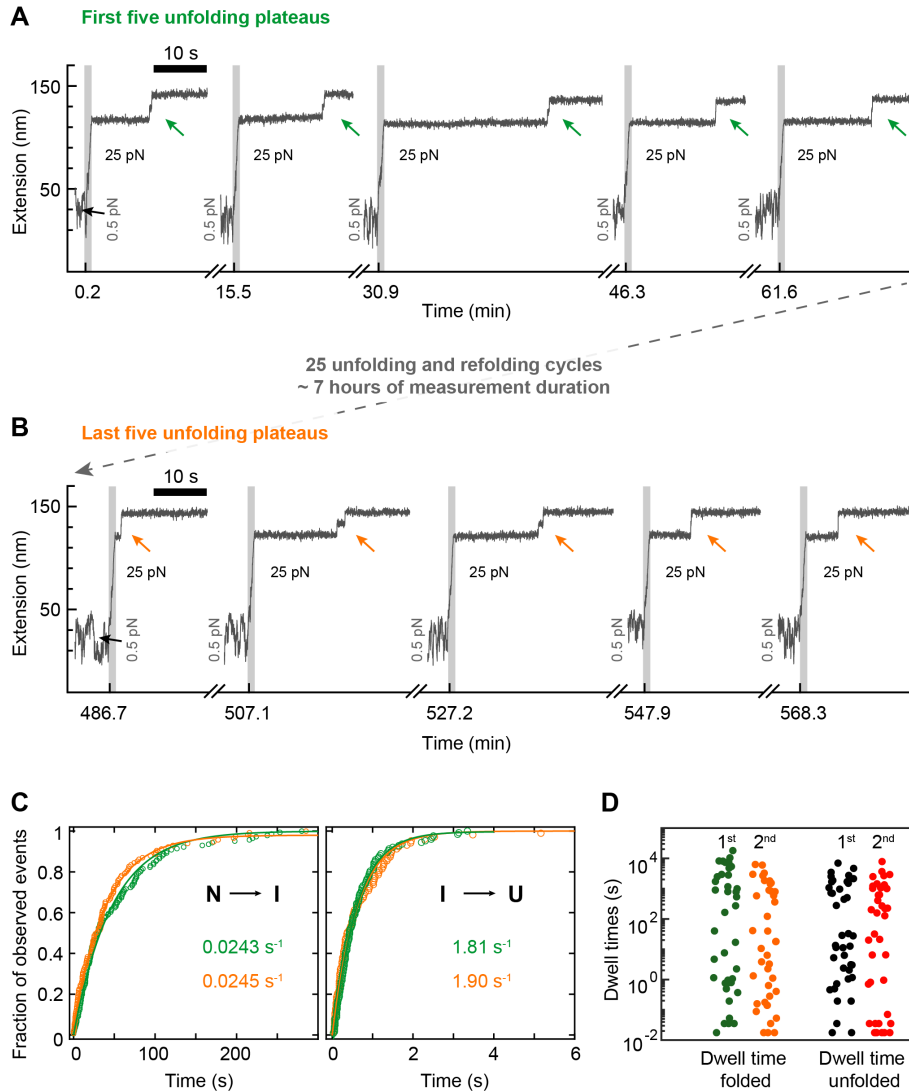 A
First five unfolding plateaus
10 s
150
50
Extension (nm)
25 pN
25 pN
25 pN
25 pN
25 pN
0.5 pN
0.5 pN
0.5 pN
0.5 pN
0.5 pN
0.2
15.5
30.9
46.3
61.6
Time (min)
25 unfolding and refolding cycles
~ 7 hours of measurement duration
B
Last five unfolding plateaus
10 s
150
50
Extension (nm)
25 pN
25 pN
25 pN
25 pN
25 pN
0.5 pN
0.5 pN
0.5 pN
0.5 pN
0.5 pN
486.7
507.1
527.2
547.9
568.3
Time (min)
C
Fraction of observed events
1
0.8
0.6
0.4
0.2
0
N → I
0.0243 s⁻¹
0.0245 s⁻¹
0
100
200
Time (s)
I → U
1.81 s⁻¹
1.90 s⁻¹
0
2
4
6
Time (s)
D
Dwell times (s)
10⁴
10²
10⁰
10⁻²
1st
2nd
1st
2nd
Dwell time
folded
Dwell time
unfolded